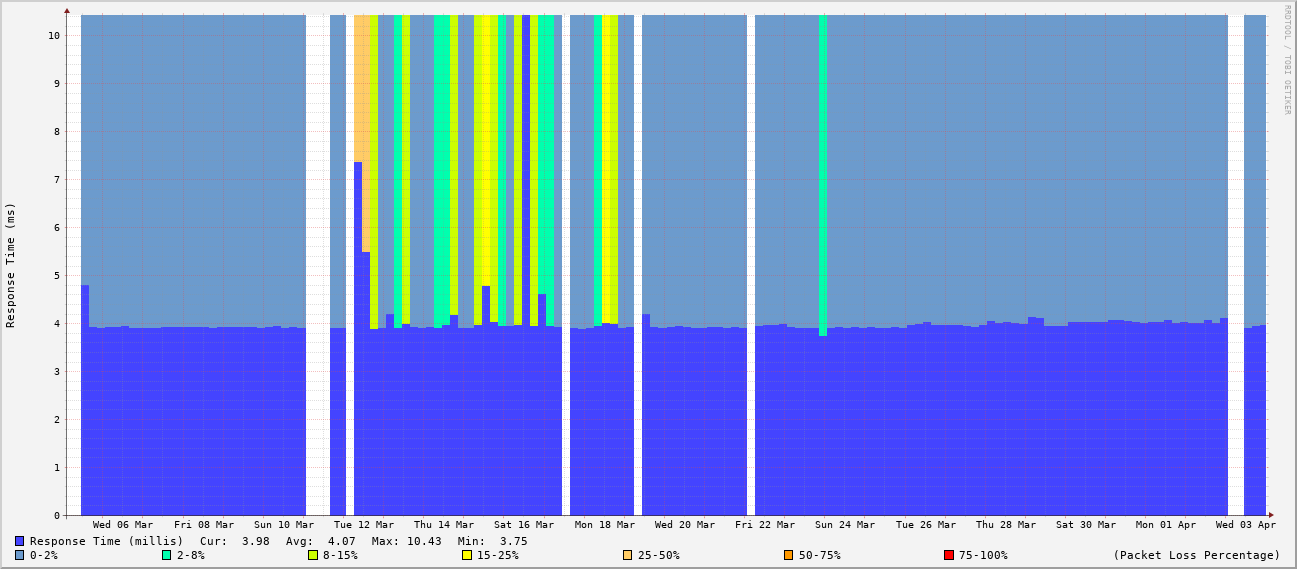 RRDTOOL / TOBI OETIKER
Response Time (ms)
10
9
8
7
6
5
4
3
2
1
0
Wed 06 Mar Fri 08 Mar Sun 10 Mar Tue 12 Mar Thu 14 Mar Sat 16 Mar Mon 18 Mar Wed 20 Mar Fri 22 Mar Sun 24 Mar Tue 26 Mar Thu 28 Mar Sat 30 Mar Mon 01 Apr Wed 03 Apr
Response Time (millis) Cur: 3.98 Avg: 4.07 Max: 10.43 Min: 3.75
0-2% 2-8% 8-15% 15-25% 25-50% 50-75% 75-100% (Packet Loss Percentage)